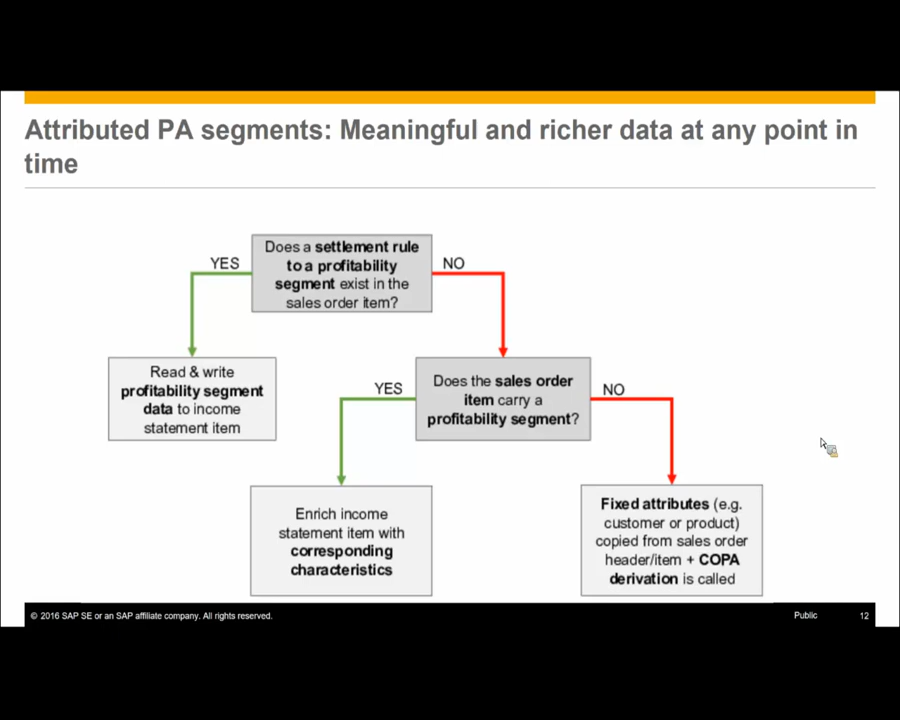 Attributed PA segments: Meaningful and richer data at any point in
time
Does a settlement rule
to a profitability
segment exist in the
sales order item?
YES
NO
Read & write
profitability segment
data to income
statement item
Does the sales order
item carry a
profitability segment?
YES
NO
Enrich income
statement item with
corresponding
characteristics
Fixed attributes (e.g.
customer or product)
copied from sales order
header/item + COPA
derivation is called
© 2016 SAP SE or an SAP affiliate company. All rights reserved.
Public
12